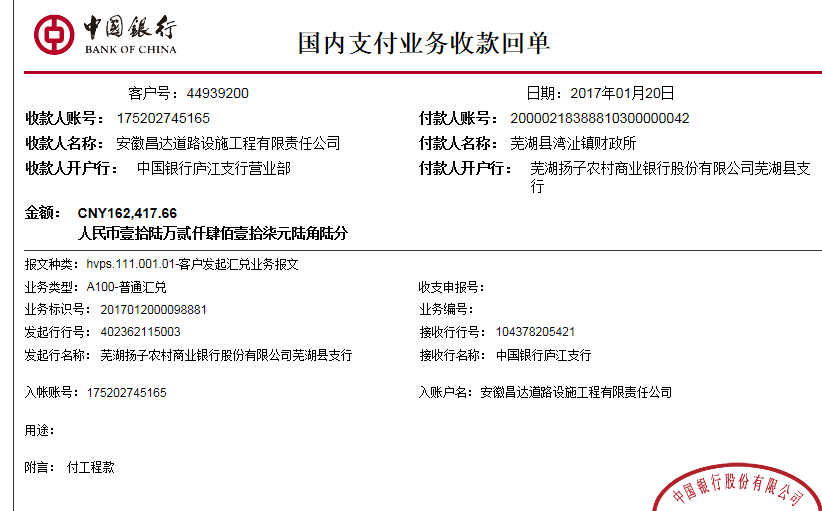 中国银行
BANK OF CHINA
国内支付业务收款回单
客户号：44939200 日期：2017年01月20日
收款人账号： 175202745165 付款人账号： 20000218388810300000042
收款人名称： 安徽昌达道路设施工程有限责任公司 付款人名称： 芜湖县湾沚镇财政所
收款人开户行： 中国银行庐江支行营业部 付款人开户行： 芜湖扬子农村商业银行股份有限公司芜湖县支
行
金额： CNY162,417.66
人民币壹拾陆万贰仟肆佰壹拾柒元陆角陆分
报文种类：hvps.111.001.01-客户发起汇兑业务报文
业务类型：A100-普通汇兑 收支申报号：
业务标识号： 2017012000098881 业务编号：
发起行行号： 402362115003 接收行行号： 104378205421
发起行名称： 芜湖扬子农村商业银行股份有限公司芜湖县支行 接收行名称： 中国银行庐江支行
入帐账号：175202745165 入账户名：安徽昌达道路设施工程有限责任公司
用途：
附言： 付工程款
中国银行股份有限公司